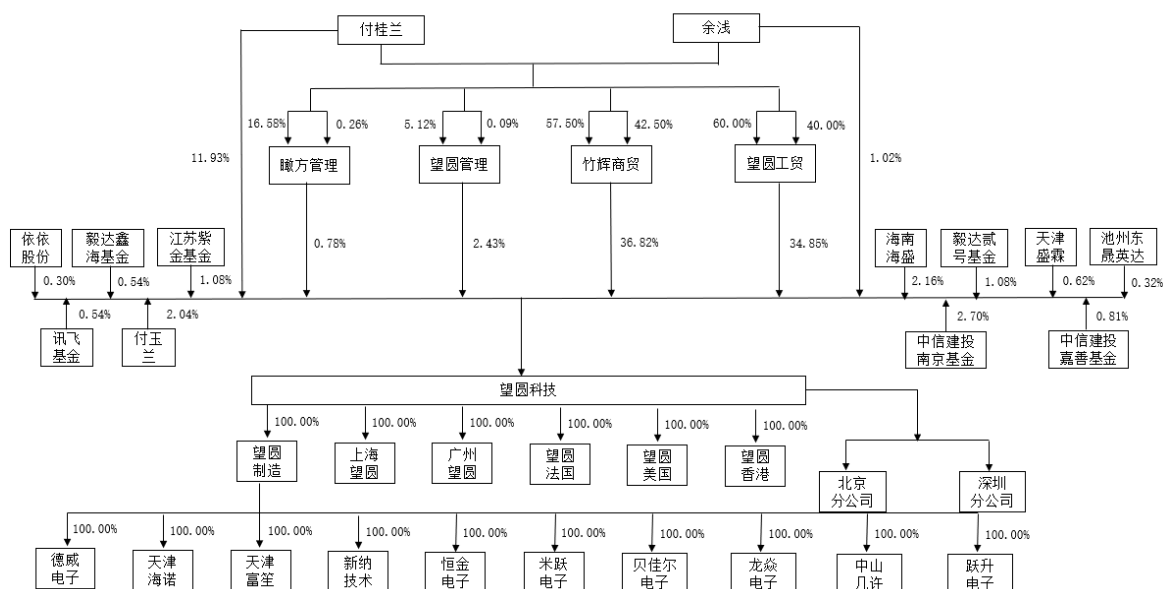 付桂兰
余浅
16.58%
0.26%
5.12%
0.09%
57.50%
42.50%
60.00%
40.00%
11.93%
瞰方管理
望圆管理
竹辉商贸
望圆工贸
1.02%
依依
股份
毅达鑫
海基金
江苏紫
金基金
0.78%
2.43%
36.82%
34.85%
海南
海盛
毅达贰
号基金
天津
盛霖
池州东
晟英达
0.30%
0.54%
1.08%
2.16%
1.08%
0.62%
0.32%
0.54%
2.04%
2.70%
0.81%
讯飞
基金
付玉
兰
中信建投
南京基金
中信建投
嘉善基金
望圆科技
100.00%
100.00%
100.00%
100.00%
100.00%
100.00%
望圆
制造
上海
望圆
广州
望圆
望圆
法国
望圆
美国
望圆
香港
北京
分公司
深圳
分公司
100.00%
100.00%
100.00%
100.00%
100.00%
100.00%
100.00%
100.00%
100.00%
100.00%
德威
电子
天津
海诺
天津
富笙
新纳
技术
恒金
电子
米跃
电子
贝佳尔
电子
龙焱
电子
中山
几许
跃升
电子